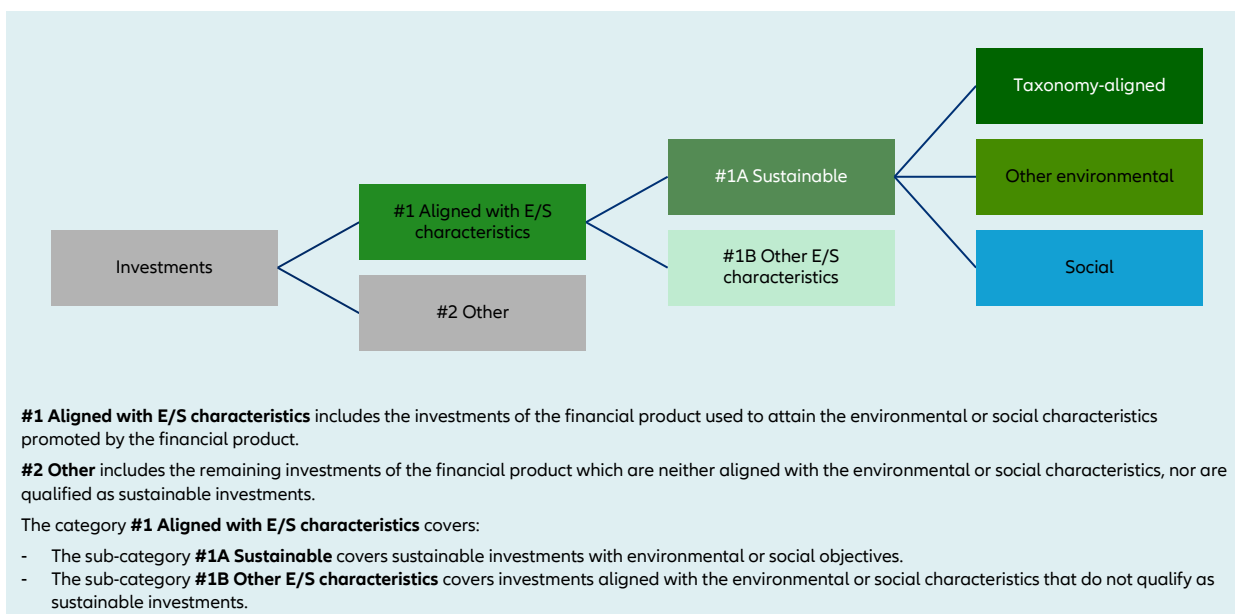 Taxonomy-aligned
#1A Sustainable
Other environmental
#1 Aligned with E/S
characteristics
#1B Other E/S
characteristics
Investments
Social
#2 Other
#1 Aligned with E/S characteristics includes the investments of the financial product used to attain the environmental or social characteristics
promoted by the financial product.
#2 Other includes the remaining investments of the financial product which are neither aligned with the environmental or social characteristics, nor are
qualified as sustainable investments.
The category #1 Aligned with E/S characteristics covers:
- The sub-category #1A Sustainable covers sustainable investments with environmental or social objectives.
- The sub-category #1B Other E/S characteristics covers investments aligned with the environmental or social characteristics that do not qualify as
sustainable investments.